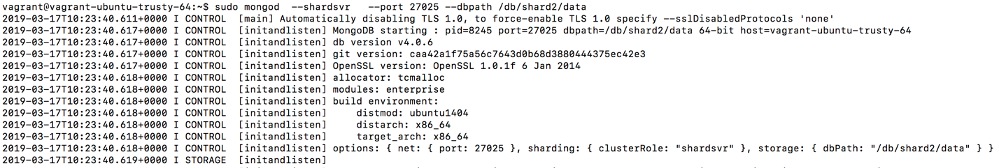 vagrant@vagrant-ubuntu-trusty-64:~$ sudo mongod  --shardsvr   --port 27025 --dbpath /db/shard2/data
2019-03-17T10:23:40.611+0000 I CONTROL  [main] Automatically disabling TLS 1.0, to force-enable TLS 1.0 specify --sslDisabledProtocols 'none'
2019-03-17T10:23:40.617+0000 I CONTROL  [initandlisten] MongoDB starting : pid=8245 port=27025 dbpath=/db/shard2/data 64-bit host=vagrant-ubuntu-trusty-64
2019-03-17T10:23:40.617+0000 I CONTROL  [initandlisten] db version v4.0.6
2019-03-17T10:23:40.617+0000 I CONTROL  [initandlisten] git version: caa42a1f75a56c7643d0b68d3880444375ec42e3
2019-03-17T10:23:40.617+0000 I CONTROL  [initandlisten] OpenSSL version: OpenSSL 1.0.1f 6 Jan 2014
2019-03-17T10:23:40.618+0000 I CONTROL  [initandlisten] allocator: tcmalloc
2019-03-17T10:23:40.618+0000 I CONTROL  [initandlisten] modules: enterprise
2019-03-17T10:23:40.618+0000 I CONTROL  [initandlisten] build environment:
2019-03-17T10:23:40.618+0000 I CONTROL  [initandlisten]     distmod: ubuntu1404
2019-03-17T10:23:40.618+0000 I CONTROL  [initandlisten]     distarch: x86_64
2019-03-17T10:23:40.618+0000 I CONTROL  [initandlisten]     target_arch: x86_64
2019-03-17T10:23:40.618+0000 I CONTROL  [initandlisten] options: { net: { port: 27025 }, sharding: { clusterRole: "shardsvr" }, storage: { dbPath: "/db/shard2/data" } }
2019-03-17T10:23:40.619+0000 I STORAGE  [initandlisten]